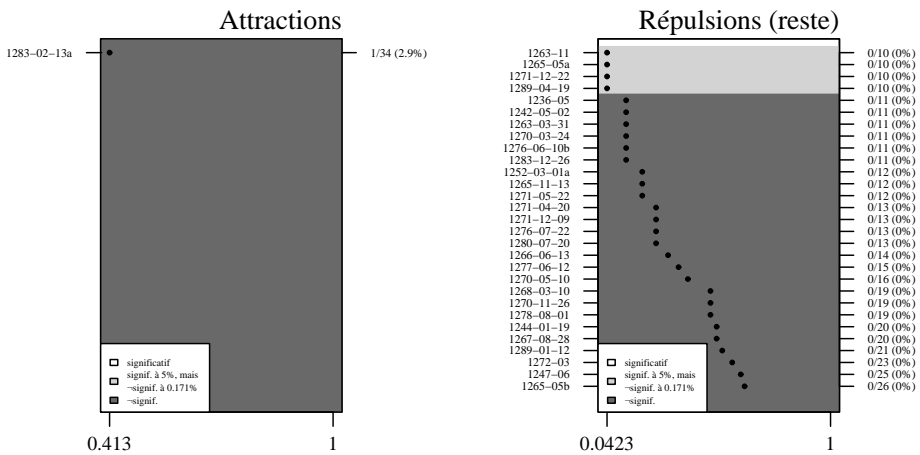 Attractions
1283–02–13a 1/34 (2.9%)
significatif
signif. à 5%, mais
¬signif. à 0.171%
¬signif.
0.413 1
Répulsions (reste)
1263–11 0/10 (0%)
1265–05a 0/10 (0%)
1271–12–22 0/10 (0%)
1289–04–19 0/10 (0%)
1236–05 0/11 (0%)
1242–05–02 0/11 (0%)
1263–03–31 0/11 (0%)
1270–03–24 0/11 (0%)
1276–06–10b 0/11 (0%)
1283–12–26 0/11 (0%)
1252–03–01a 0/12 (0%)
1265–11–13 0/12 (0%)
1271–05–22 0/12 (0%)
1271–04–20 0/13 (0%)
1271–12–09 0/13 (0%)
1276–07–22 0/13 (0%)
1280–07–20 0/13 (0%)
1266–06–13 0/14 (0%)
1277–06–12 0/15 (0%)
1270–05–10 0/16 (0%)
1268–03–10 0/19 (0%)
1270–11–26 0/19 (0%)
1278–08–01 0/19 (0%)
1244–01–19 0/20 (0%)
1267–08–28 0/20 (0%)
1289–01–12 0/21 (0%)
1272–03 0/23 (0%)
1247–06 0/25 (0%)
1265–05b 0/26 (0%)
significatif
signif. à 5%, mais
¬signif. à 0.171%
¬signif.
0.0423 1